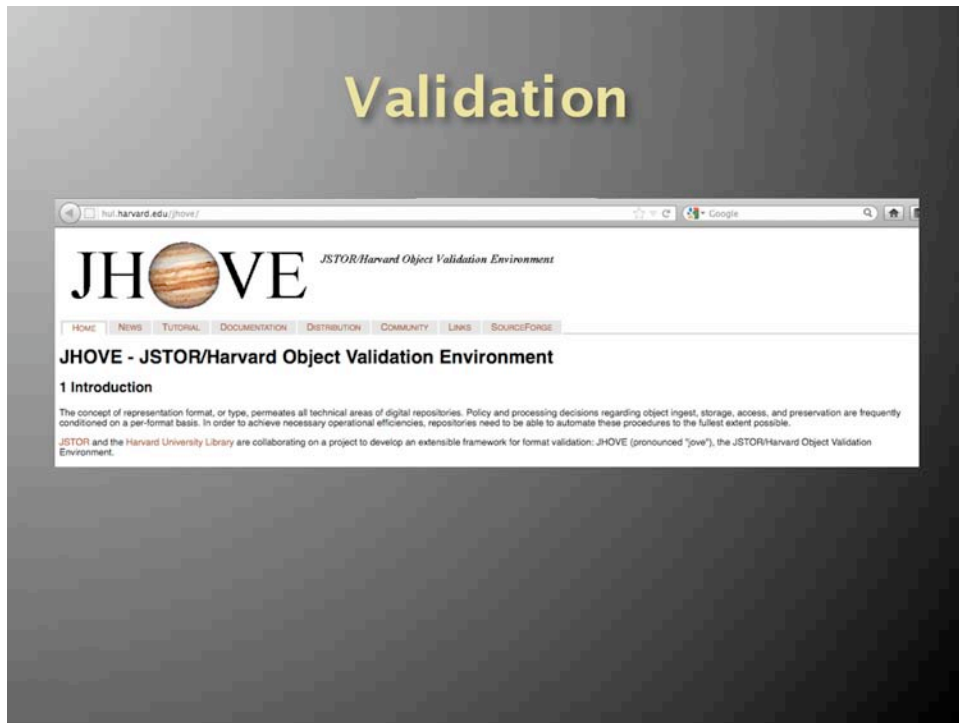 Validation
hul.harvard.edu/jhove/
Google
JHOVE
JSTOR/Harvard Object Validation Environment
HOME NEWS TUTORIAL DOCUMENTATION DISTRIBUTION COMMUNITY LINKS SOURCEFORGE
JHOVE - JSTOR/Harvard Object Validation Environment
1 Introduction
The concept of representation format, or type, permeates all technical areas of digital repositories. Policy and processing decisions regarding object ingest, storage, access, and preservation are frequently
conditioned on a per-format basis. In order to achieve necessary operational efficiencies, repositories need to be able to automate these procedures to the fullest extent possible.
JSTOR and the Harvard University Library are collaborating on a project to develop an extensible framework for format validation: JHOVE (pronounced "jove"), the JSTOR/Harvard Object Validation
Environment.